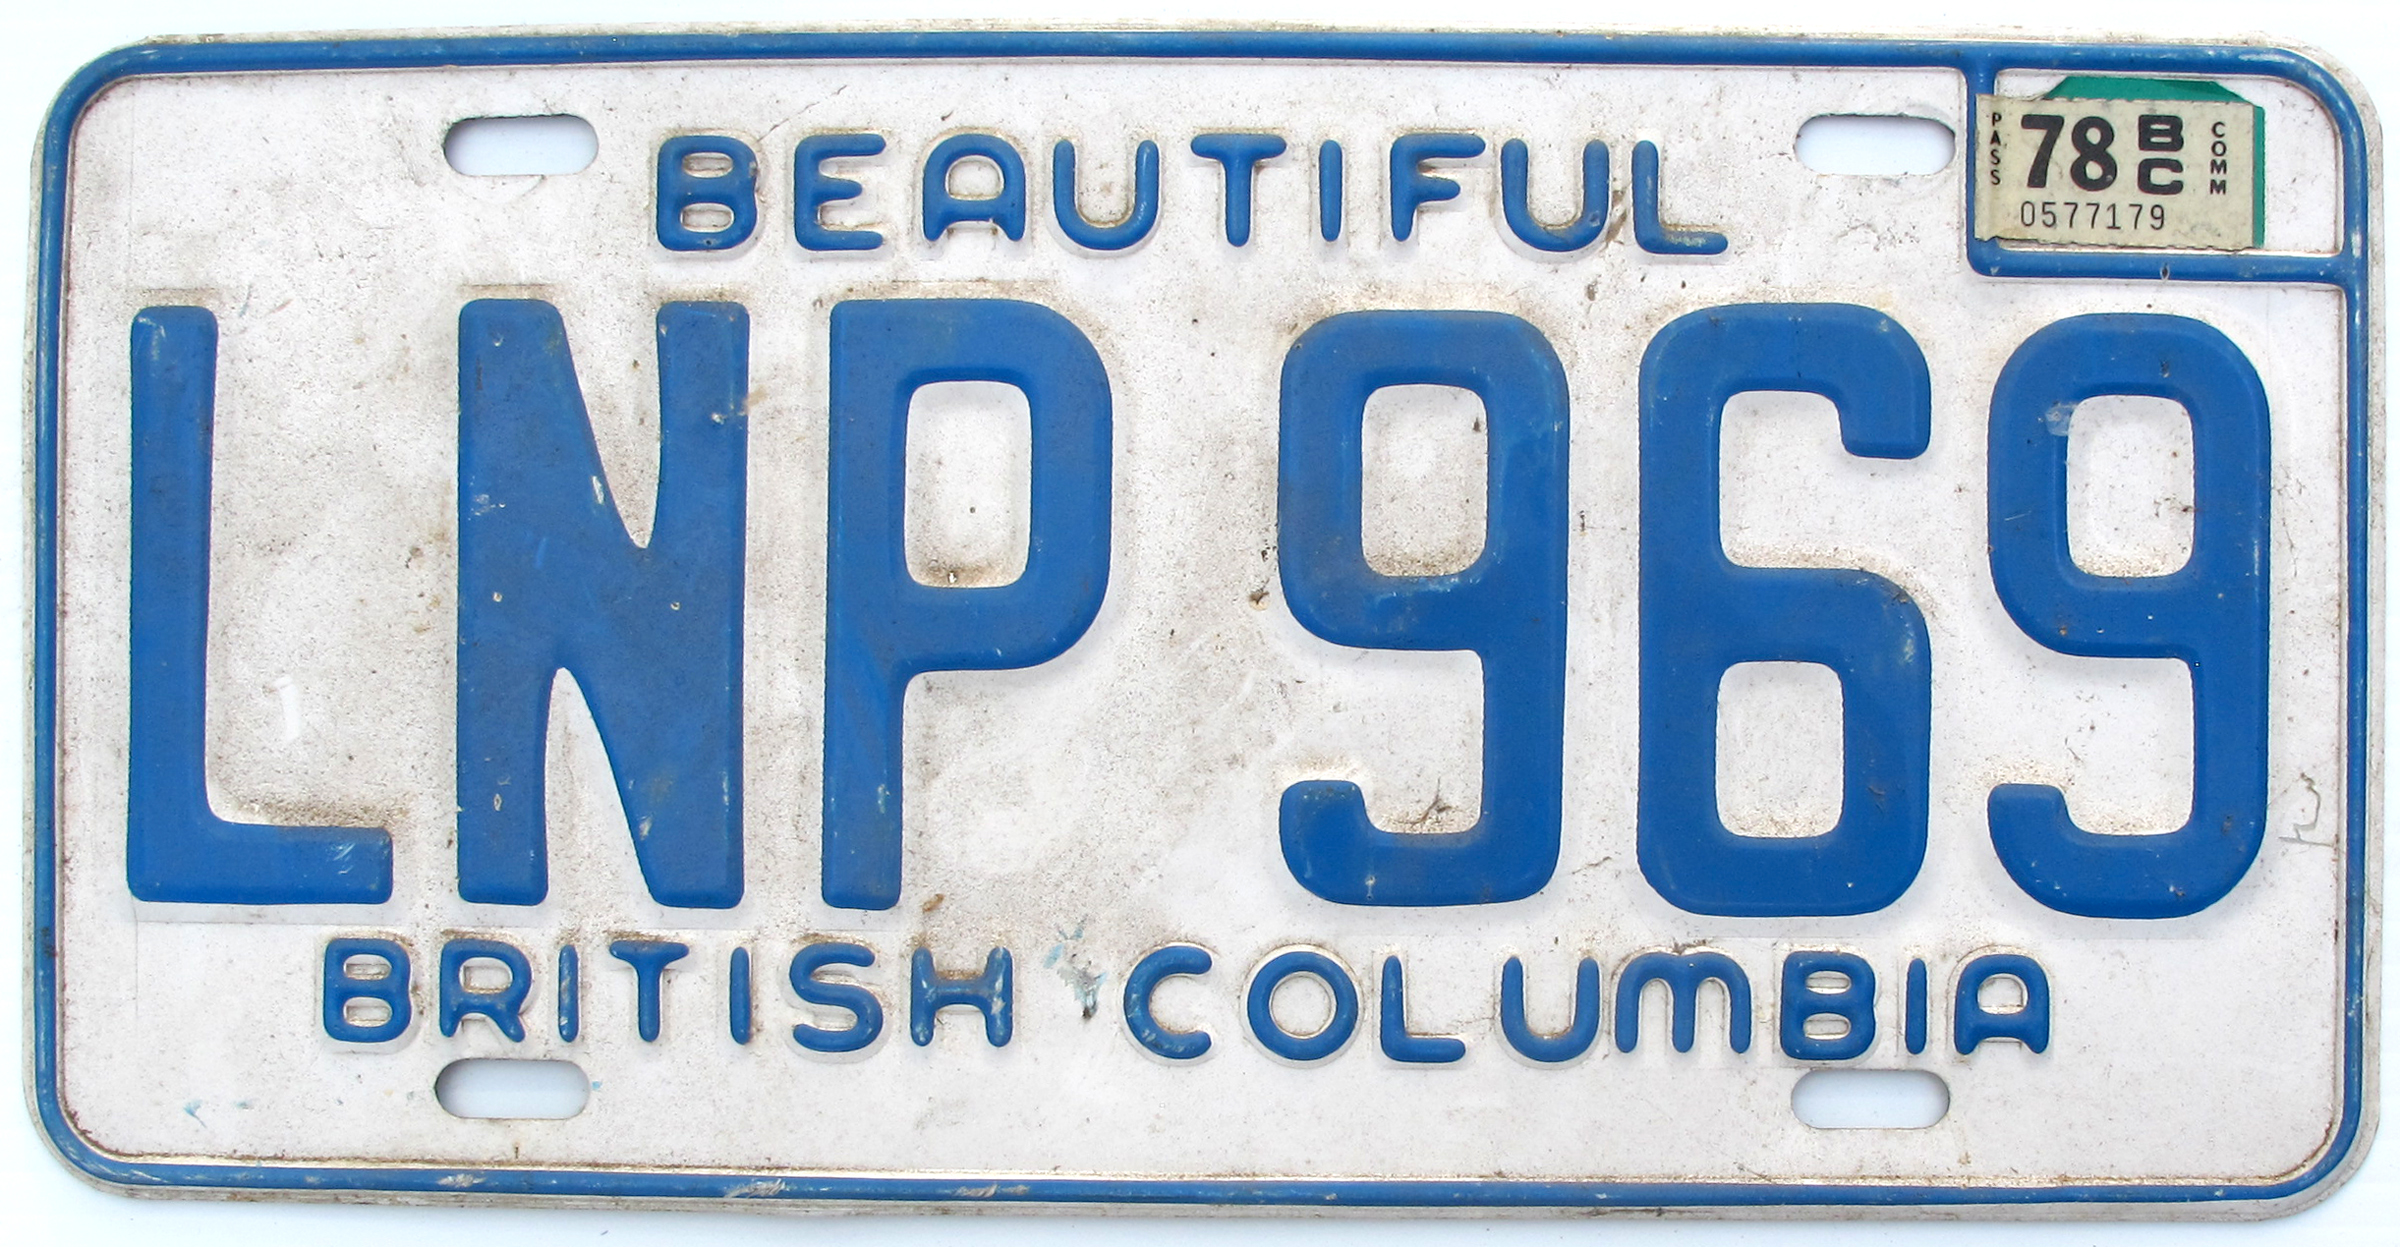 BEAUTIFUL
PASS 78 BC COMM
0577179
LNP 969
BRITISH COLUMBIA